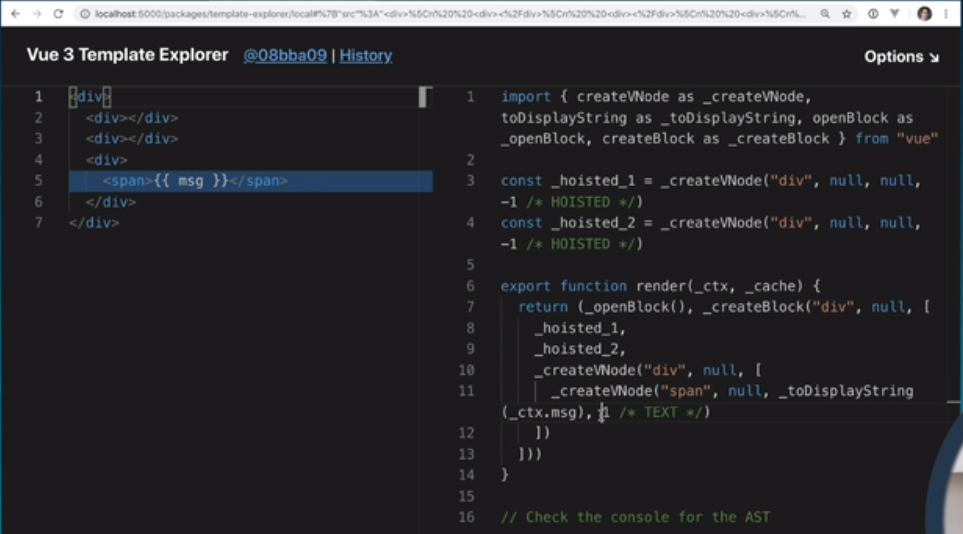 localhost:5000/packages/template-explorer/local#%7B"src"%3A"<div>%5Cn%20%20<div><%2Fdiv>%5Cn%20%20<div><%2Fdiv>%5Cn%20%20<div>%5Cn%...
Vue 3 Template Explorer @08bba09 | History Options ↘
1 <div>
2 <div></div>
3 <div></div>
4 <div>
5 <span>{{ msg }}</span>
6 </div>
7 </div>
1 import { createVNode as _createVNode,
toDisplayString as _toDisplayString, openBlock as
_openBlock, createBlock as _createBlock } from "vue"
2
3 const _hoisted_1 = _createVNode("div", null, null,
-1 /* HOISTED */)
4 const _hoisted_2 = _createVNode("div", null, null,
-1 /* HOISTED */)
5
6 export function render(_ctx, _cache) {
7 return (_openBlock(), _createBlock("div", null, [
8 _hoisted_1,
9 _hoisted_2,
10 _createVNode("div", null, [
11 _createVNode("span", null, _toDisplayString
(_ctx.msg), 1 /* TEXT */)
12 ])
13 ]))
14 }
15
16 // Check the console for the AST